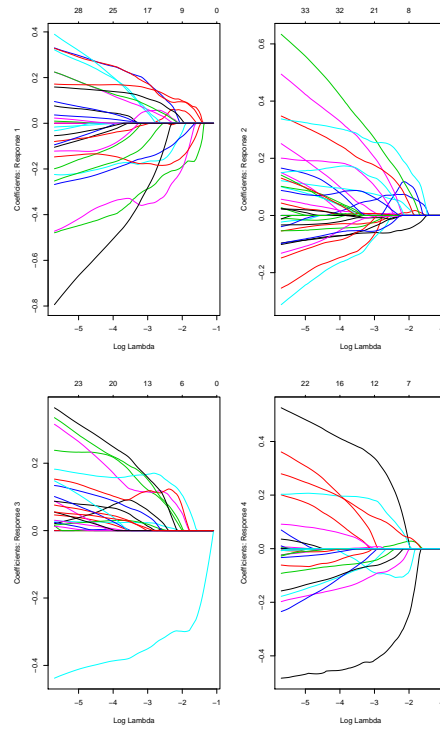 28 20 17 9 0
Coefficients: Response 1
0.4
0.2
0.0
−0.2
−0.4
−0.6
−0.8
−5 −4 −3 −2 −1
Log Lambda
33 32 21 8
Coefficients: Response 2
0.6
0.4
0.2
0.0
−0.2
−5 −4 −3 −2 −1
Log Lambda
23 20 13 6 0
Coefficients: Response 3
0.2
0.0
−0.2
−0.4
−5 −4 −3 −2 −1
Log Lambda
22 16 12 7
Coefficients: Response 4
0.4
0.2
0.0
−0.2
−0.4
−5 −4 −3 −2 −1
Log Lambda